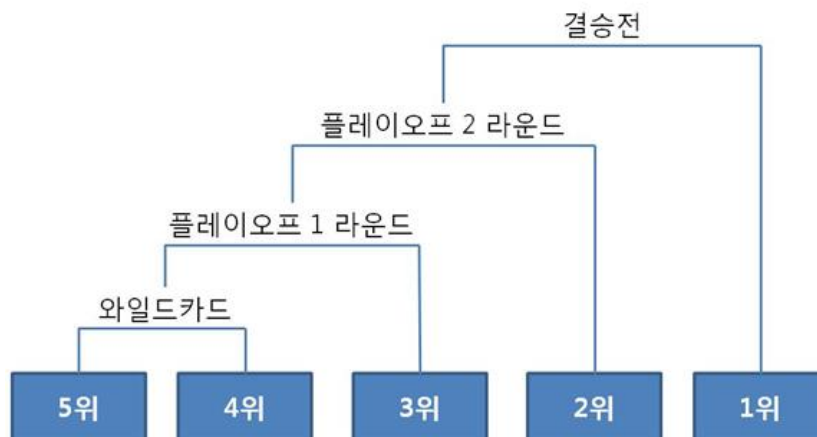 결승전
플레이오프 2 라운드
플레이오프 1 라운드
와일드카드
5위 4위 3위 2위 1위